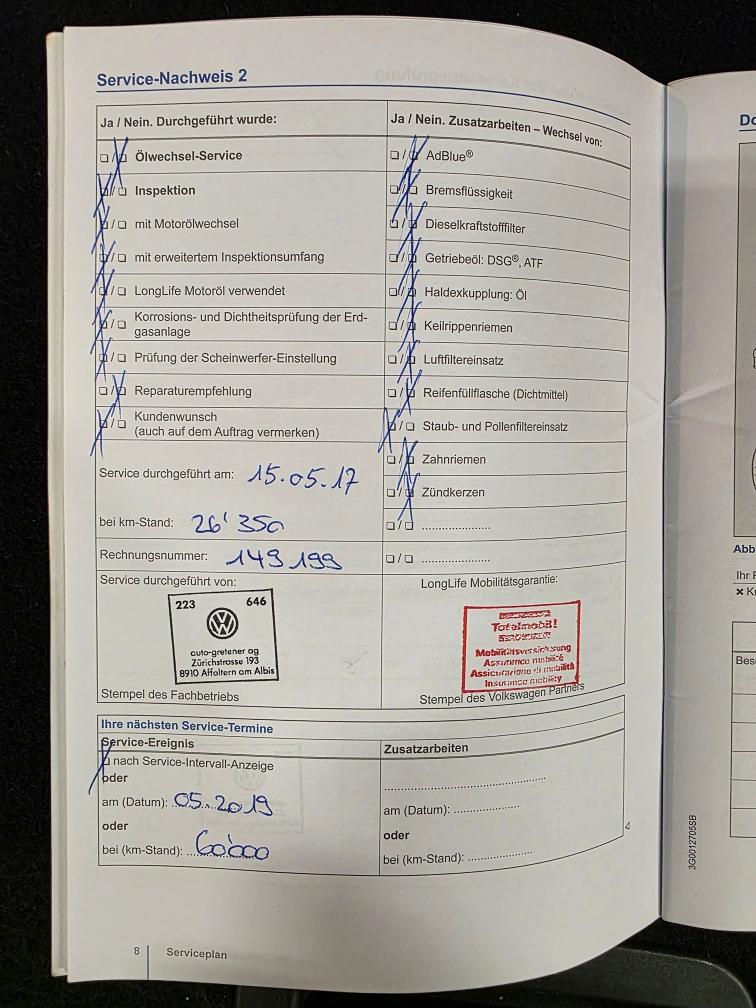 Service-Nachweis 2
Ja / Nein. Durchgeführt wurde:
☐/☒ Ölwechsel-Service
☒/☐ Inspektion
☒/☐ mit Motorölwechsel
☒/☐ mit erweitertem Inspektionsumfang
☒/☐ LongLife Motoröl verwendet
☒/☐ Korrosions- und Dichtheitsprüfung der Erd-
gasanlage
☒/☐ Prüfung der Scheinwerfer-Einstellung
☐/☒ Reparaturempfehlung
☒/☐ Kundenwunsch
(auch auf dem Auftrag vermerken)
Service durchgeführt am: 15.05.17
bei km-Stand: 26'350
Rechnungsnummer: 149199
Service durchgeführt von:
223 646
auto-gretener ag
Zürichstrasse 193
8910 Affoltern am Albis
Stempel des Fachbetriebs
Ja / Nein. Zusatzarbeiten – Wechsel von:
☐/☒ AdBlue®
☐/☒ Bremsflüssigkeit
☐/☒ Dieselkraftstofffilter
☐/☒ Getriebeöl: DSG®, ATF
☐/☒ Haldexkupplung: Öl
☐/☒ Keilrippenriemen
☐/☒ Luftfiltereinsatz
☐/☒ Reifenfüllflasche (Dichtmittel)
☒/☐ Staub- und Pollenfiltereinsatz
☐/☒ Zahnriemen
☐/☒ Zündkerzen
☐/☐ .....................
☐/☐ .....................
LongLife Mobilitätsgarantie:
Totalmobil!
Mobilitätsversicherung
Assurance mobilité
Assicurazione di mobilità
Insurance mobility
Stempel des Volkswagen Partners
Ihre nächsten Service-Termine
Service-Ereignis
☒ nach Service-Intervall-Anzeige
oder
am (Datum): 05.2019
oder
bei (km-Stand): 60'000
Zusatzarbeiten
..................................................
am (Datum): ....................
oder
bei (km-Stand): ....................
3G0012705SB
8 Serviceplan
Do
Abb
Ihr F
Bes